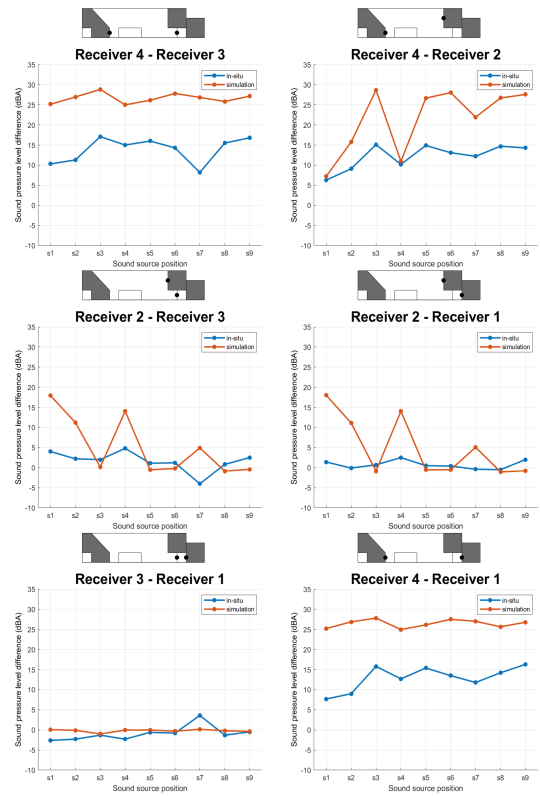 Receiver 4 - Receiver 3
35
30
25
20
15
10
5
0
-5
-10
Sound pressure level difference (dBA)
in-situ
simulation
s1 s2 s3 s4 s5 s6 s7 s8 s9
Sound source position
Receiver 4 - Receiver 2
35
30
25
20
15
10
5
0
-5
-10
Sound pressure level difference (dBA)
in-situ
simulation
s1 s2 s3 s4 s5 s6 s7 s8 s9
Sound source position
Receiver 2 - Receiver 3
35
30
25
20
15
10
5
0
-5
-10
Sound pressure level difference (dBA)
in-situ
simulation
s1 s2 s3 s4 s5 s6 s7 s8 s9
Sound source position
Receiver 2 - Receiver 1
35
30
25
20
15
10
5
0
-5
-10
Sound pressure level difference (dBA)
in-situ
simulation
s1 s2 s3 s4 s5 s6 s7 s8 s9
Sound source position
Receiver 3 - Receiver 1
35
30
25
20
15
10
5
0
-5
-10
Sound pressure level difference (dBA)
in-situ
simulation
s1 s2 s3 s4 s5 s6 s7 s8 s9
Sound source position
Receiver 4 - Receiver 1
35
30
25
20
15
10
5
0
-5
-10
Sound pressure level difference (dBA)
in-situ
simulation
s1 s2 s3 s4 s5 s6 s7 s8 s9
Sound source position